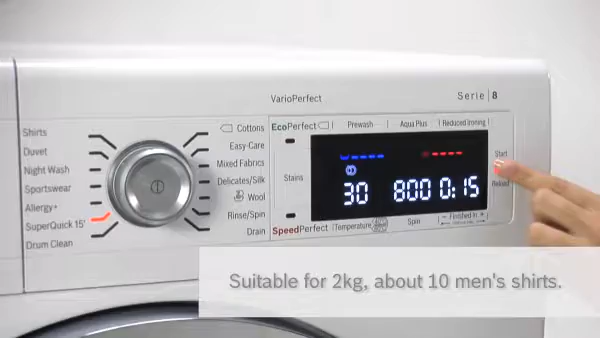 VarioPerfect
Serie | 8
Shirts
Duvet
Night Wash
Sportswear
Allergy+
SuperQuick 15'
Drum Clean
Cottons
Easy-Care
Mixed Fabrics
Delicates/Silk
Wool
Rinse/Spin
Drain
EcoPerfect
Stains
SpeedPerfect
Prewash
Aqua Plus
Reduced Ironing
30 800 0:15
Temperature
Spin
Finished in
Start
Reload
Suitable for 2kg, about 10 men's shirts.